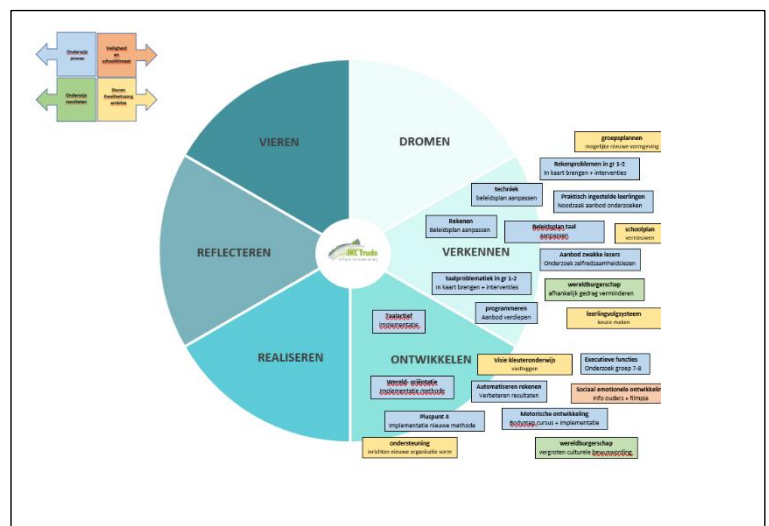 Onderwijs
proces
Veiligheid
en
schoolklimaat
Onderwijs
resultaten
Sturen
Kwaliteitszorg
ambitie
VIEREN
DROMEN
groepsplannen
mogelijke nieuwe vormgeving
Rekenproblemen in gr 1-2
In kaart brengen + interventies
techniek
beleidsplan aanpassen
Praktisch ingestelde leerlingen
Noodzaak aanbod onderzoeken
Rekenen
Beleidsplan aanpassen
Beleidsplan taal
aanpassen
schoolplan
vernieuwen
REFLECTEREN
IKC Trudo
VERKENNEN
Aanbod zwakke lezers
Onderzoek zelfredzaamheidslezen
taalproblematiek in gr 1-2
In kaart brengen + interventies
wereldburgerschap
afhankelijk gedrag verminderen
programmeren
Aanbod verdiepen
leerlingvolgsysteem
keuze maken
Taalactief
implementatie
REALISEREN
ONTWIKKELEN
Visie kleuteronderwijs
vastleggen
Executieve functies
Onderzoek groep 7-8
Wereld- oriëntatie
Implementatie methode
Automatiseren rekenen
Verbeteren resultaten
Sociaal emotionele ontwikkelin
Info ouders + filmpje
Pluspunt 4
Implementatie nieuwe methode
Motorische ontwikkeling
Bodymap cursus + implementatie
ondersteuning
inrichten nieuwe organisatie vorm
wereldburgerschap
vergroten culturele bewustwording